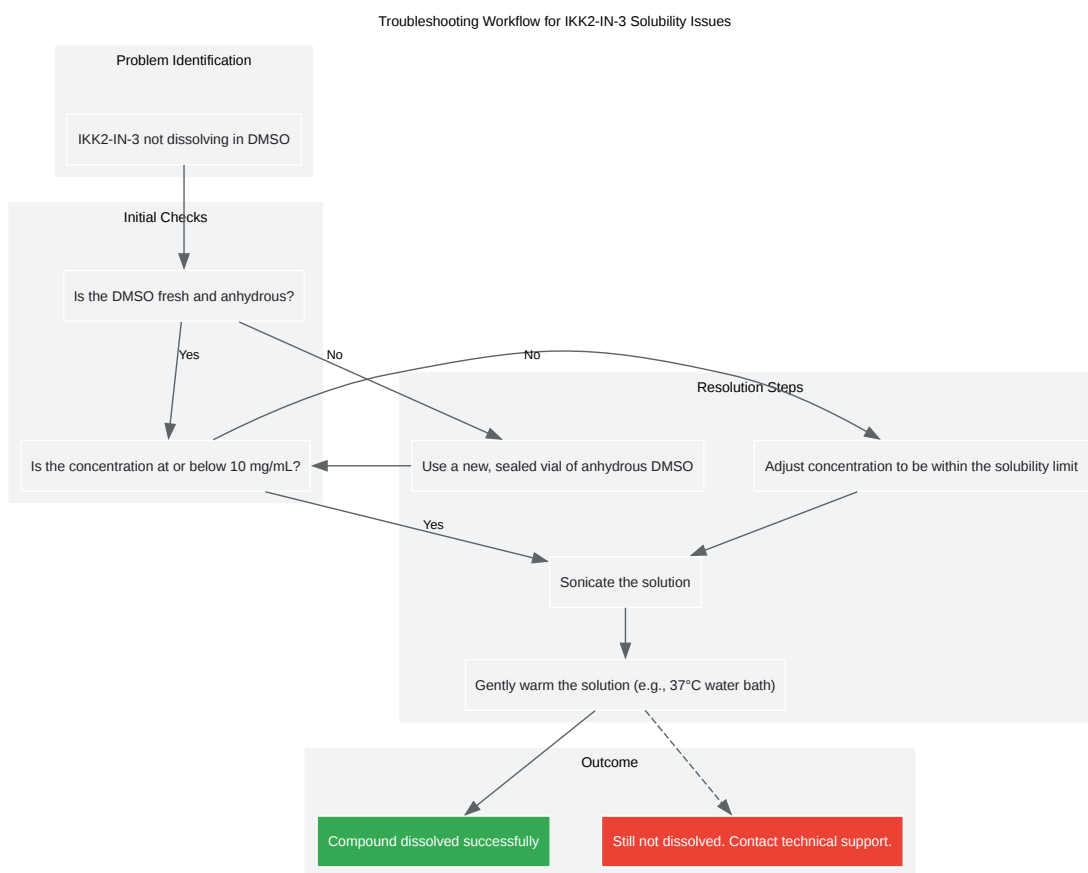 Troubleshooting Workflow for IKK2-IN-3 Solubility Issues
Problem Identification
IKK2-IN-3 not dissolving in DMSO
Initial Checks
Is the DMSO fresh and anhydrous?
Yes
No
No
Resolution Steps
Is the concentration at or below 10 mg/mL?
Use a new, sealed vial of anhydrous DMSO
Adjust concentration to be within the solubility limit
Yes
Sonicate the solution
Gently warm the solution (e.g., 37°C water bath)
Outcome
Compound dissolved successfully
Still not dissolved. Contact technical support.